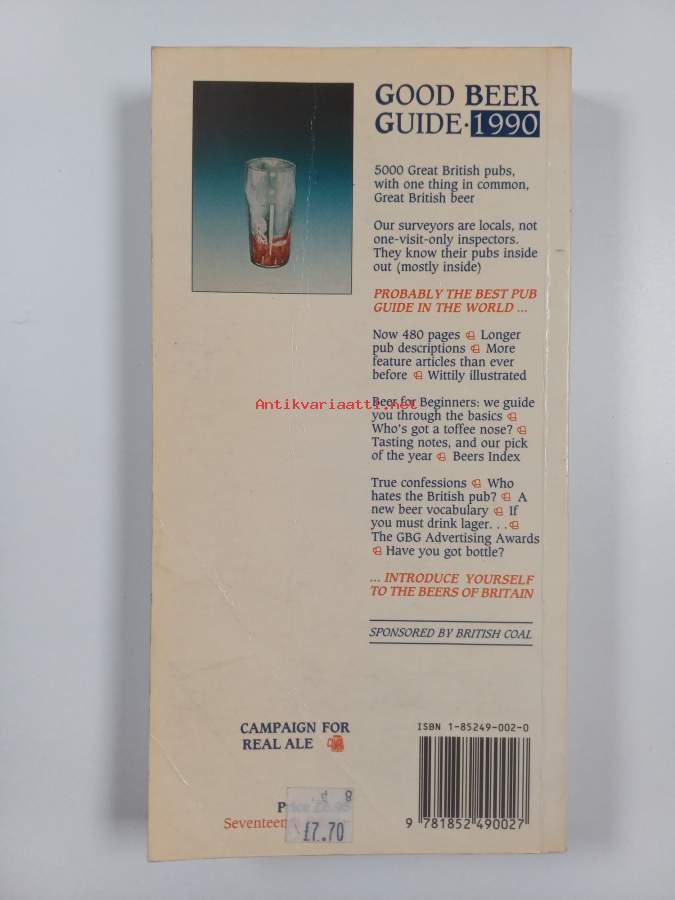 GOOD BEER
GUIDE·1990
5000 Great British pubs,
with one thing in common,
Great British beer
Our surveyors are locals, not
one-visit-only inspectors.
They know their pubs inside
out (mostly inside)
PROBABLY THE BEST PUB
GUIDE IN THE WORLD ...
Now 480 pages Longer
pub descriptions More
feature articles than ever
before Wittily illustrated
Antikvariaatti.net
Beer for Beginners: we guide
you through the basics
Who's got a toffee nose?
Tasting notes, and our pick
of the year Beers Index
True confessions Who
hates the British pub? A
new beer vocabulary If
you must drink lager. . .
The GBG Advertising Awards
Have you got bottle?
... INTRODUCE YOURSELF
TO THE BEERS OF BRITAIN
SPONSORED BY BRITISH COAL
CAMPAIGN FOR
REAL ALE
ISBN 1-85249-002-0
9 781852 490027
Seventeen
£7.70